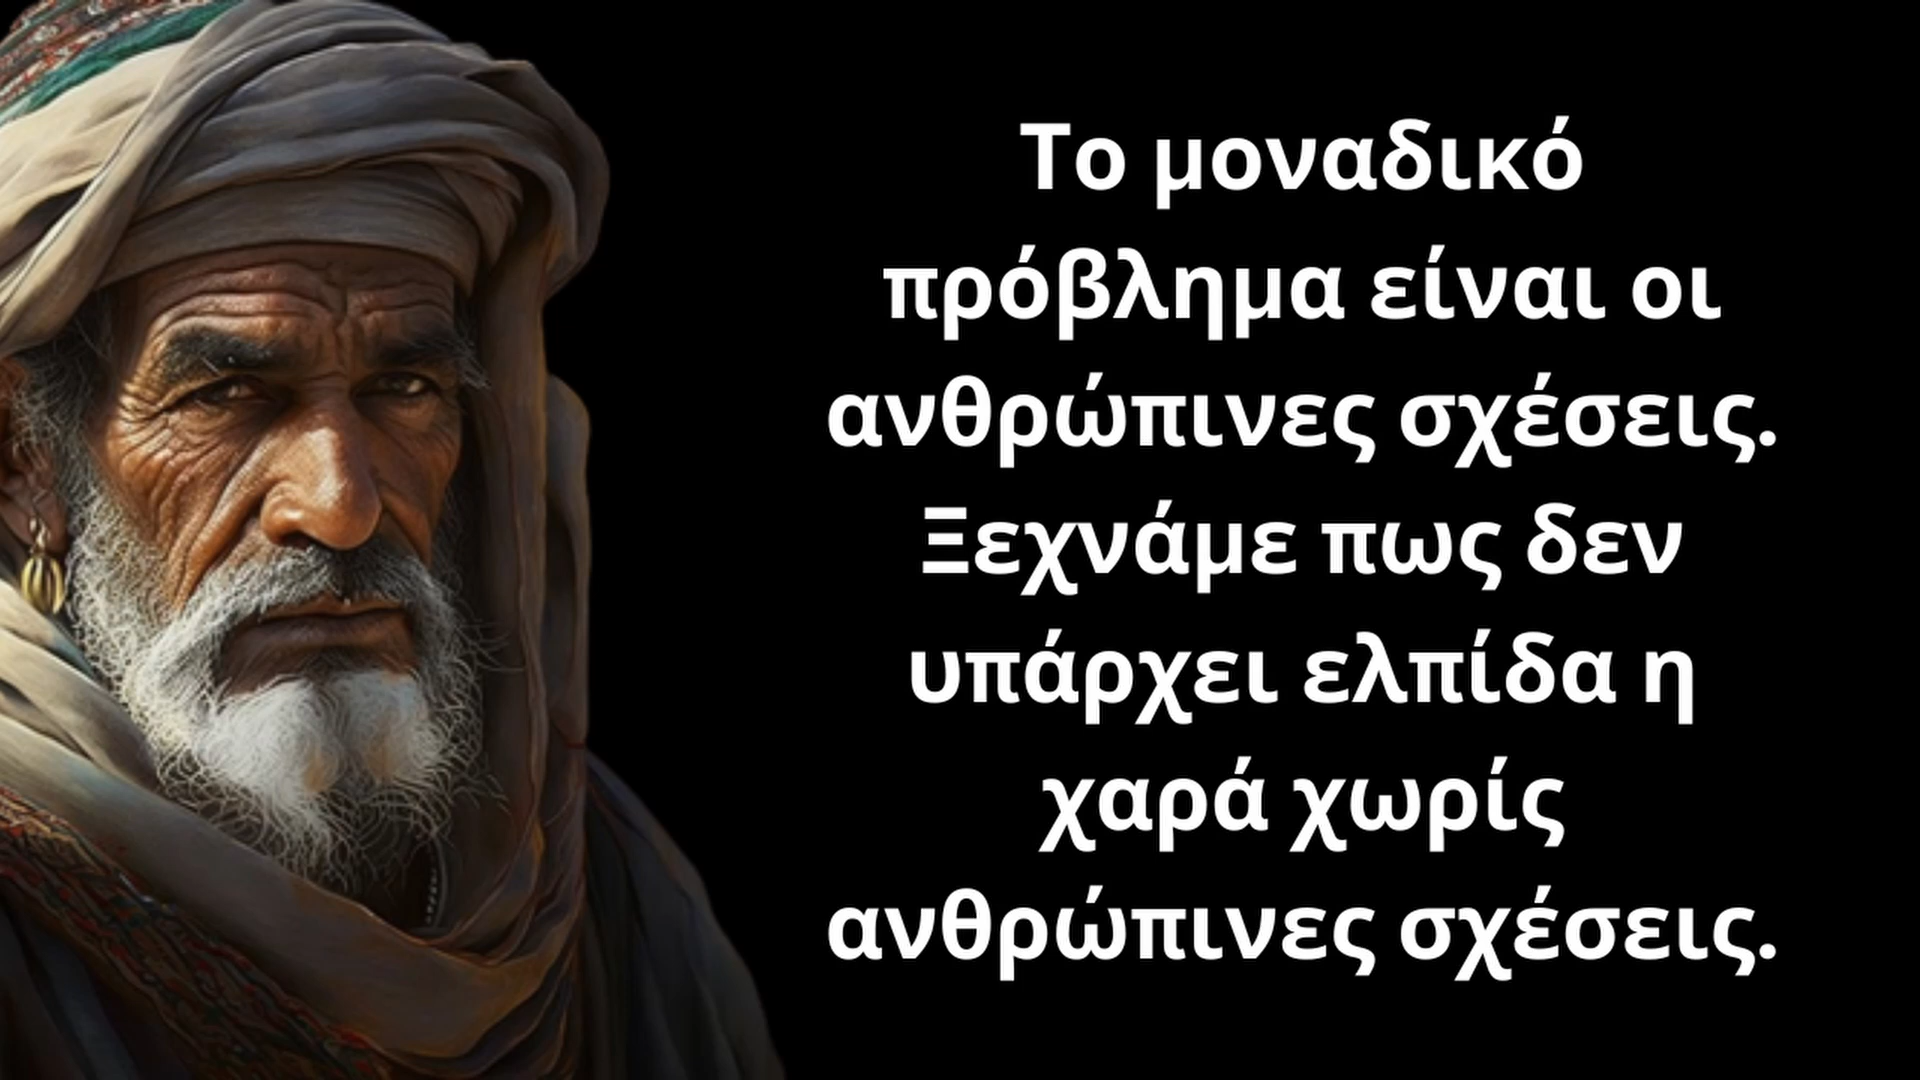 Το μοναδικό
πρόβλημα είναι οι
ανθρώπινες σχέσεις.
Ξεχνάμε πως δεν
υπάρχει ελπίδα η
χαρά χωρίς
ανθρώπινες σχέσεις.